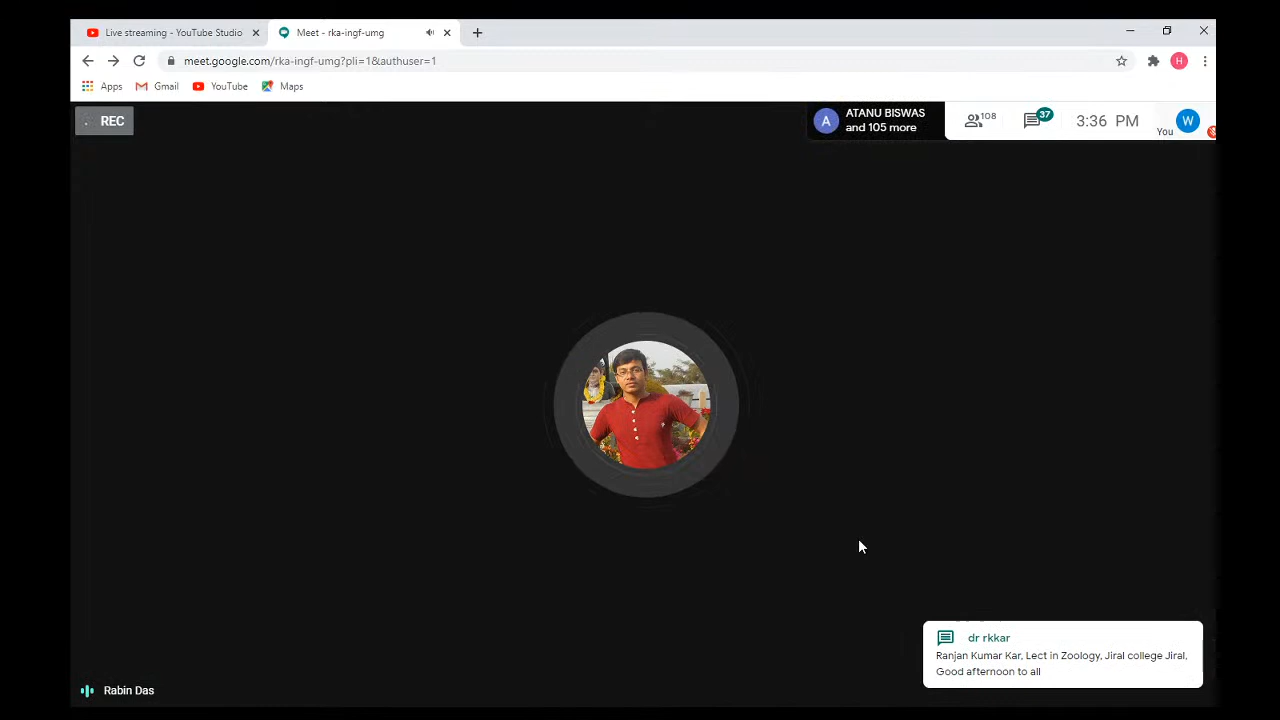 Live streaming - YouTube Studio
Meet - rka-ingf-umg
meet.google.com/rka-ingf-umg?pli=1&authuser=1
H
Apps
Gmail
YouTube
Maps
REC
A
ATANU BISWAS
and 105 more
108
37
3:36 PM
You
W
dr rkkar
Ranjan Kumar Kar, Lect in Zoology, Jiral college Jiral,
Good afternoon to all
Rabin Das